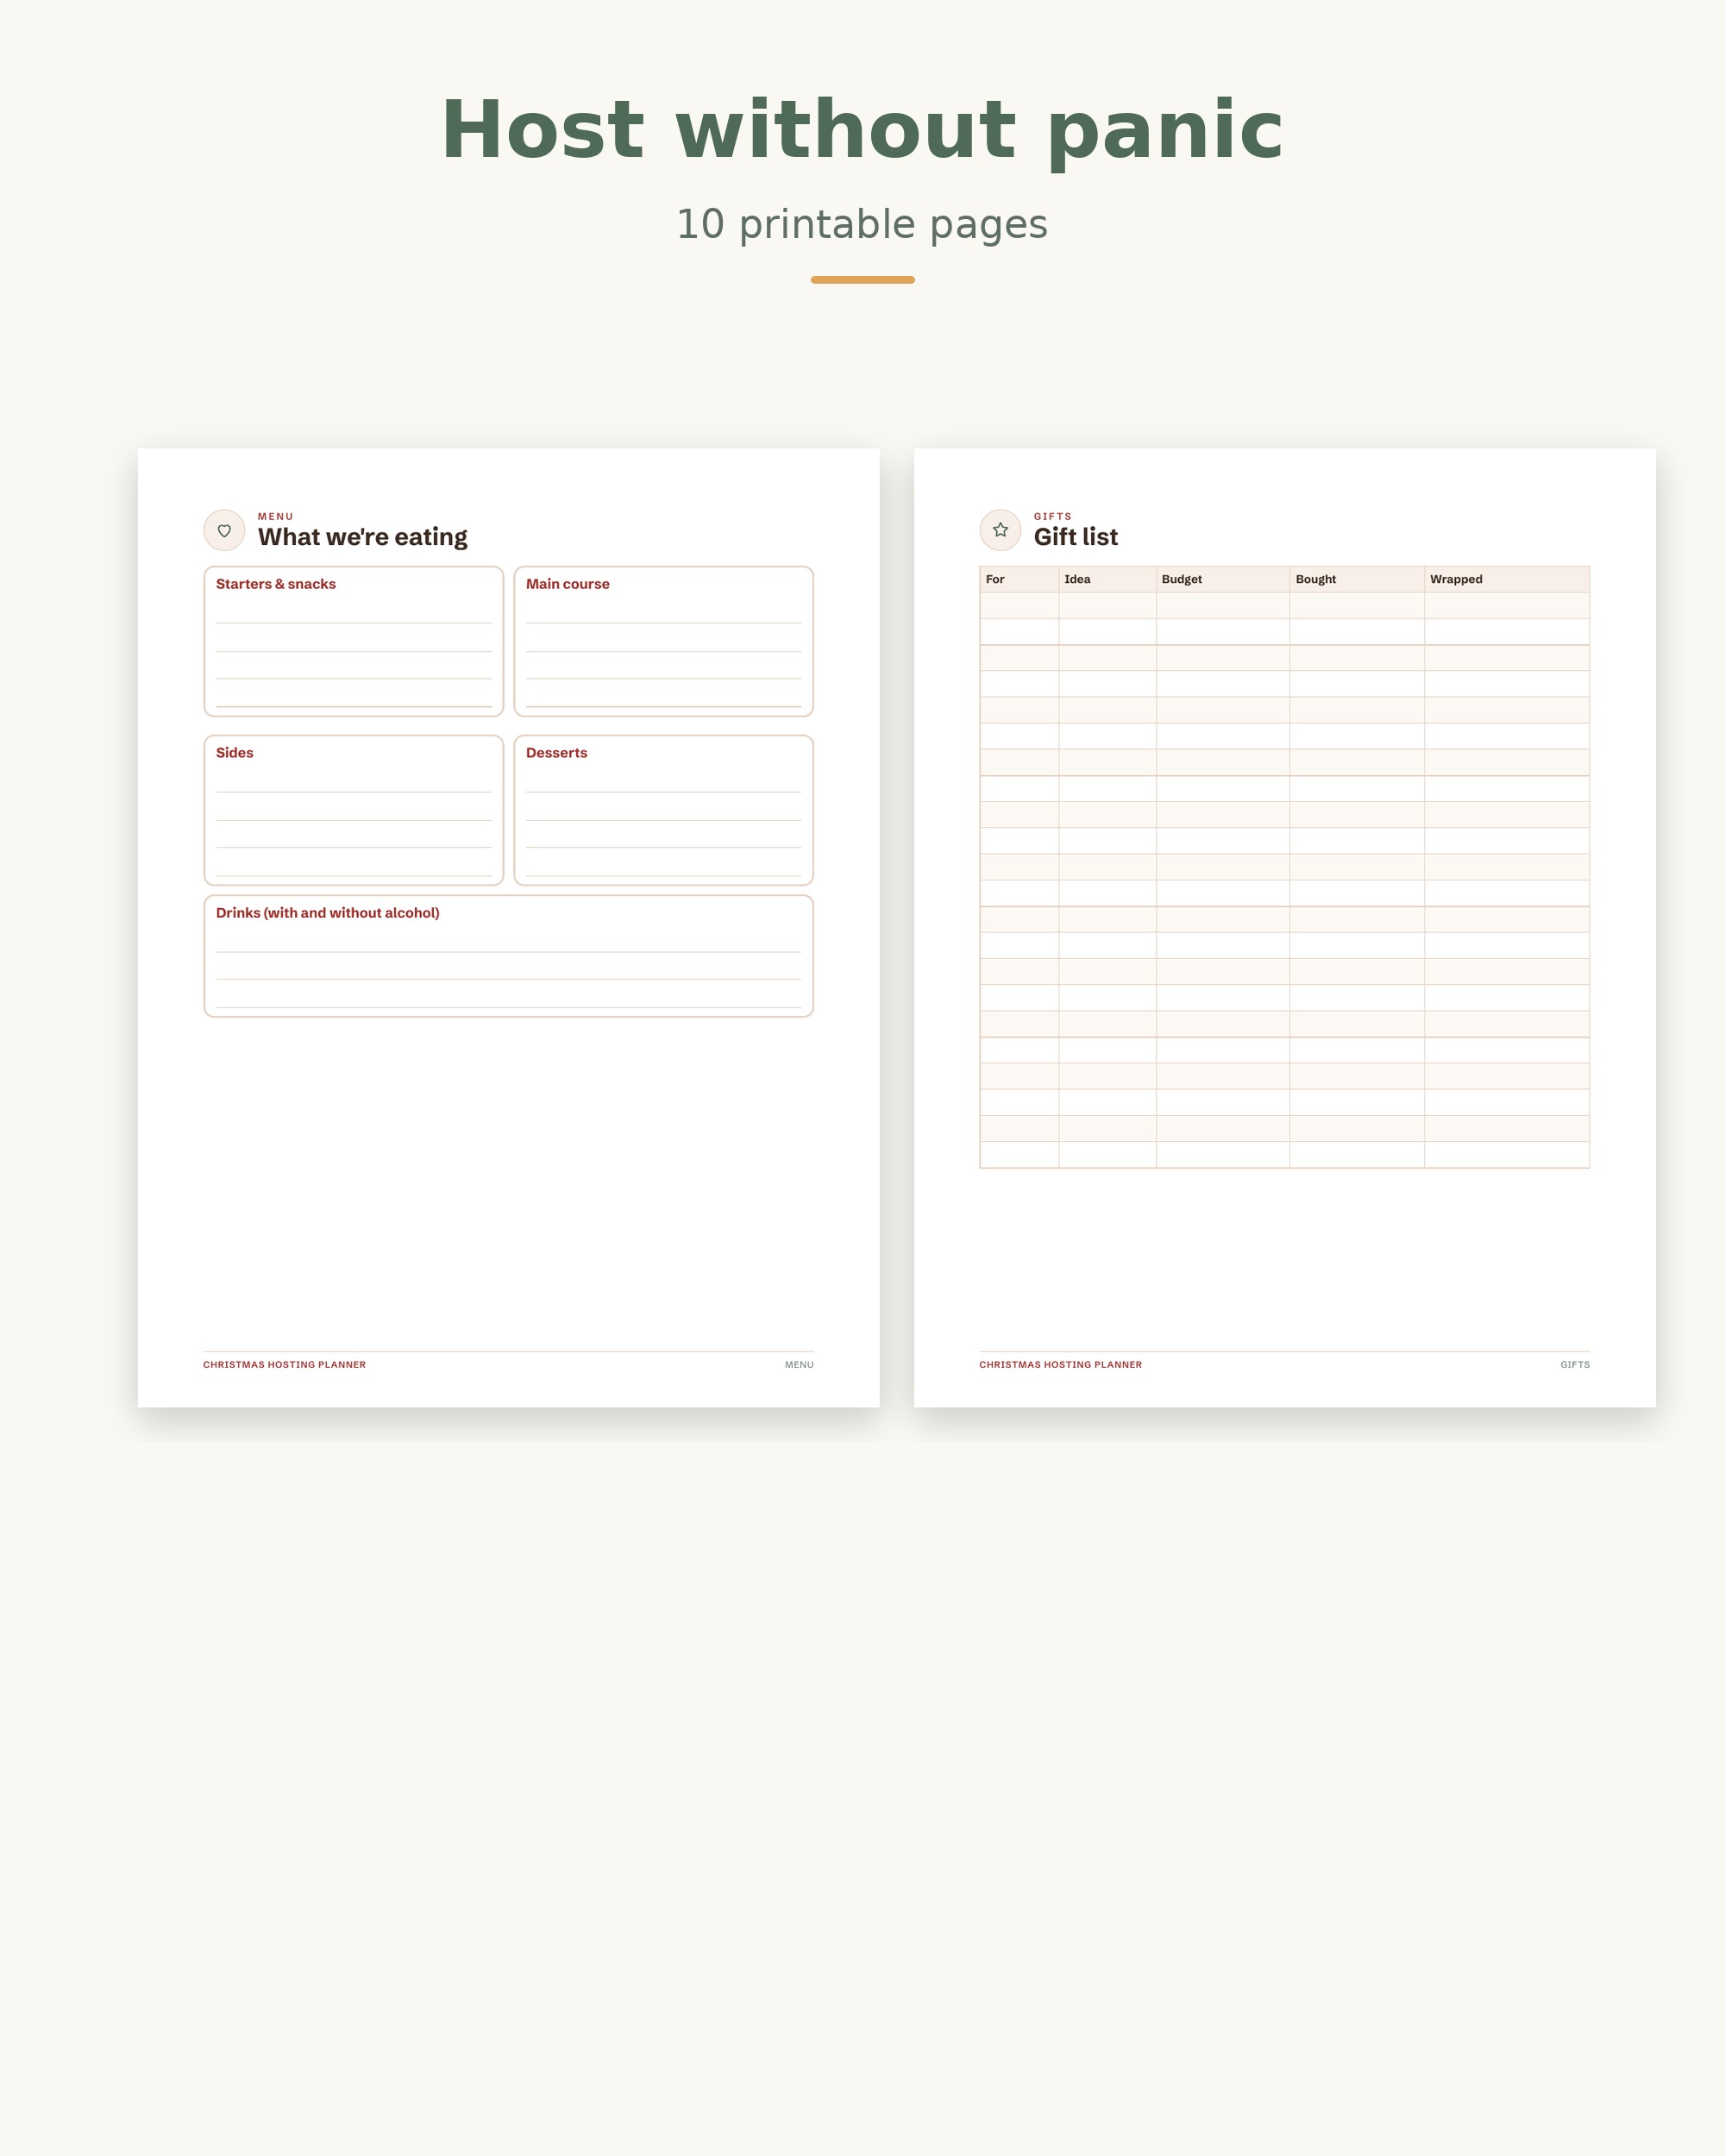 Host without panic
10 printable pages
MENU
What we're eating
Starters & snacks
Main course
Sides
Desserts
Drinks (with and without alcohol)
CHRISTMAS HOSTING PLANNER
MENU
GIFTS
Gift list
For Idea Budget Bought Wrapped
CHRISTMAS HOSTING PLANNER
GIFTS